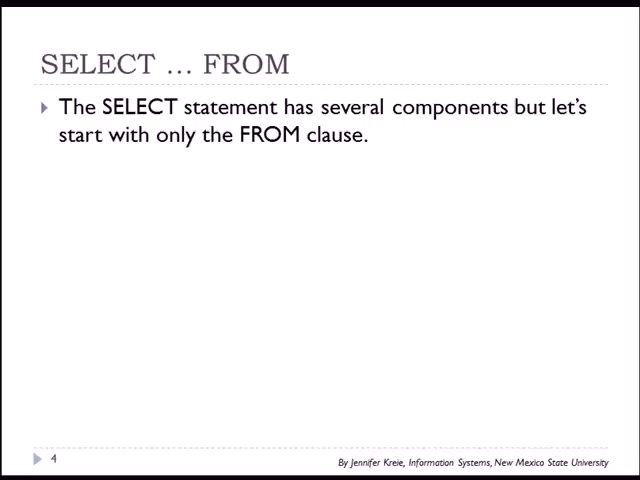 SELECT … FROM
The SELECT statement has several components but let’s
start with only the FROM clause.
4
By Jennifer Kreie, Information Systems, New Mexico State University